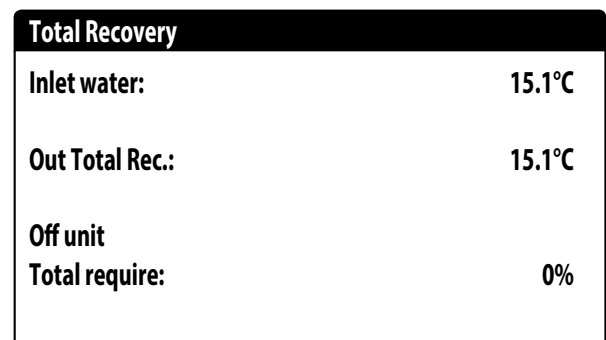 Total Recovery
Inlet water: 15.1°C
Out Total Rec.: 15.1°C
Off unit
Total require: 0%